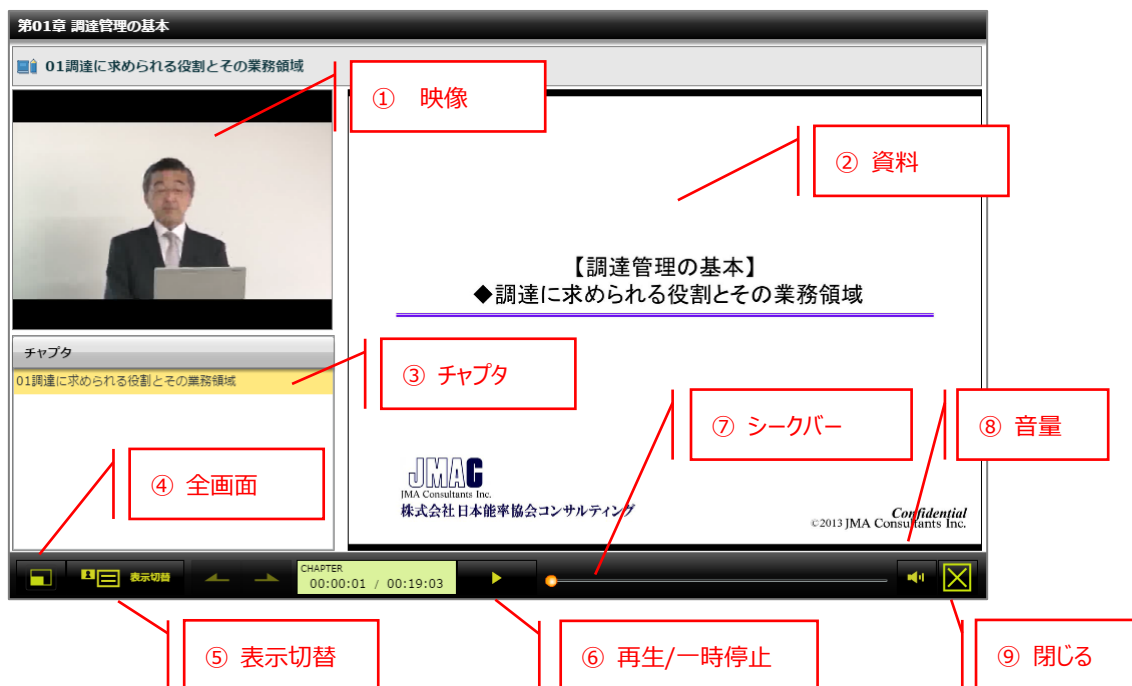 第01章 調達管理の基本
01調達に求められる役割とその業務領域
① 映像
② 資料
【調達管理の基本】
◆調達に求められる役割とその業務領域
チャプタ
01調達に求められる役割とその業務領域
③ チャプタ
⑦ シークバー
⑧ 音量
④ 全画面
JMAC
JMA Consultants Inc.
株式会社日本能率協会コンサルティング
Confidential
©2013 JMA Consultants Inc.
表示切替
CHAPTER
00:00:01 / 00:19:03
⑤ 表示切替
⑥ 再生/一時停止
⑨ 閉じる